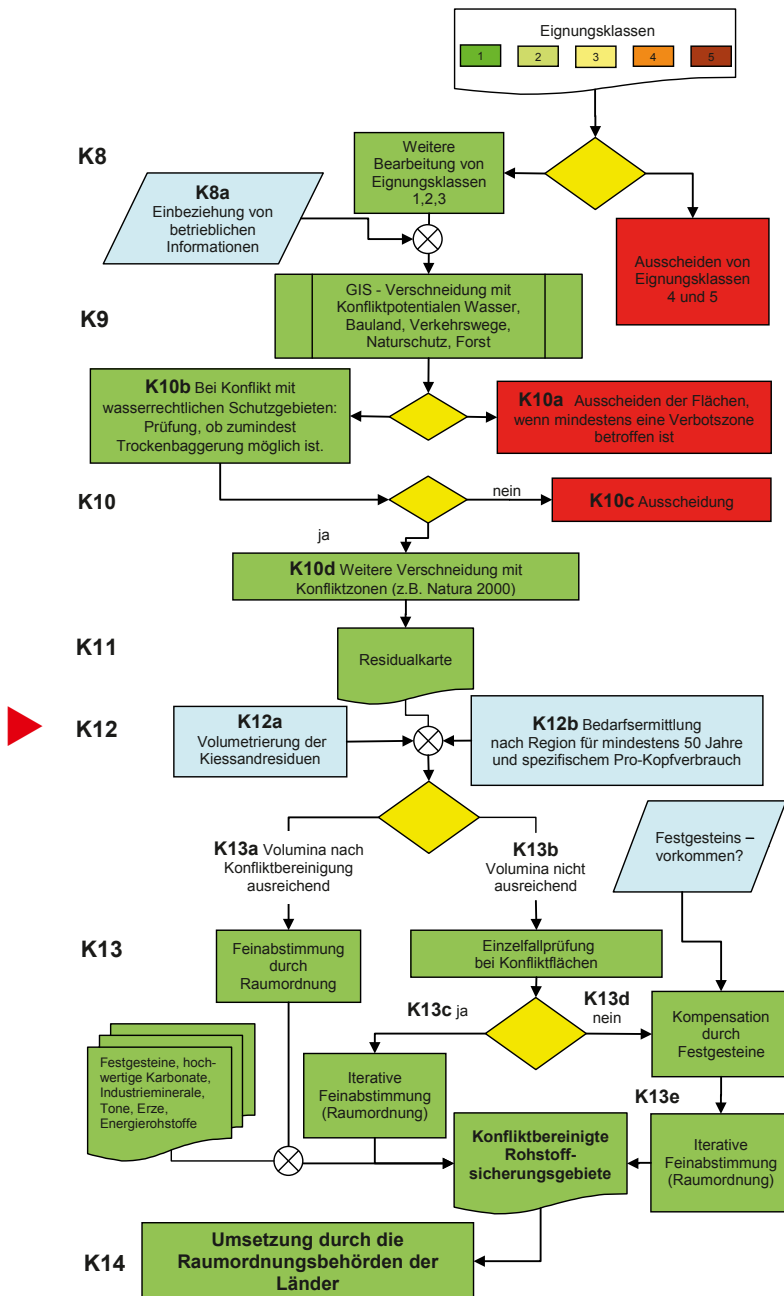 Eignungsklassen
1 2 3 4 5
K8
Weitere
Bearbeitung von
Eignungsklassen
1,2,3
K8a
Einbeziehung von
betrieblichen
Informationen
Ausscheiden von
Eignungsklassen
4 und 5
K9
GIS - Verschneidung mit
Konfliktpotentialen Wasser,
Bauland, Verkehrswege,
Naturschutz, Forst
K10b Bei Konflikt mit
wasserrechtlichen Schutzgebieten:
Prüfung, ob zumindest
Trockenbaggerung möglich ist.
K10a Ausscheiden der Flächen,
wenn mindestens eine Verbotszone
betroffen ist
K10
nein
K10c Ausscheidung
ja
K10d Weitere Verschneidung mit
Konfliktzonen (z.B. Natura 2000)
K11
Residualkarte
K12
K12a
Volumetrierung der
Kiessandresiduen
K12b Bedarfsermittlung
nach Region für mindestens 50 Jahre
und spezifischem Pro-Kopfverbrauch
K13a Volumina nach
Konfliktbereinigung
ausreichend
K13b
Volumina nicht
ausreichend
Festgesteins –
vorkommen?
K13
Feinabstimmung
durch
Raumordnung
Einzelfallprüfung
bei Konfliktflächen
K13c ja
K13d
nein
Kompensation
durch
Festgesteine
Festgesteine, hoch-
wertige Karbonate,
Industrieminerale,
Tone, Erze,
Energierohstoffe
Iterative
Feinabstimmung
(Raumordnung)
K13e
Konfliktbereinigte
Rohstoff-
sicherungsgebiete
Iterative
Feinabstimmung
(Raumordnung)
K14
Umsetzung durch die
Raumordnungsbehörden der
Länder